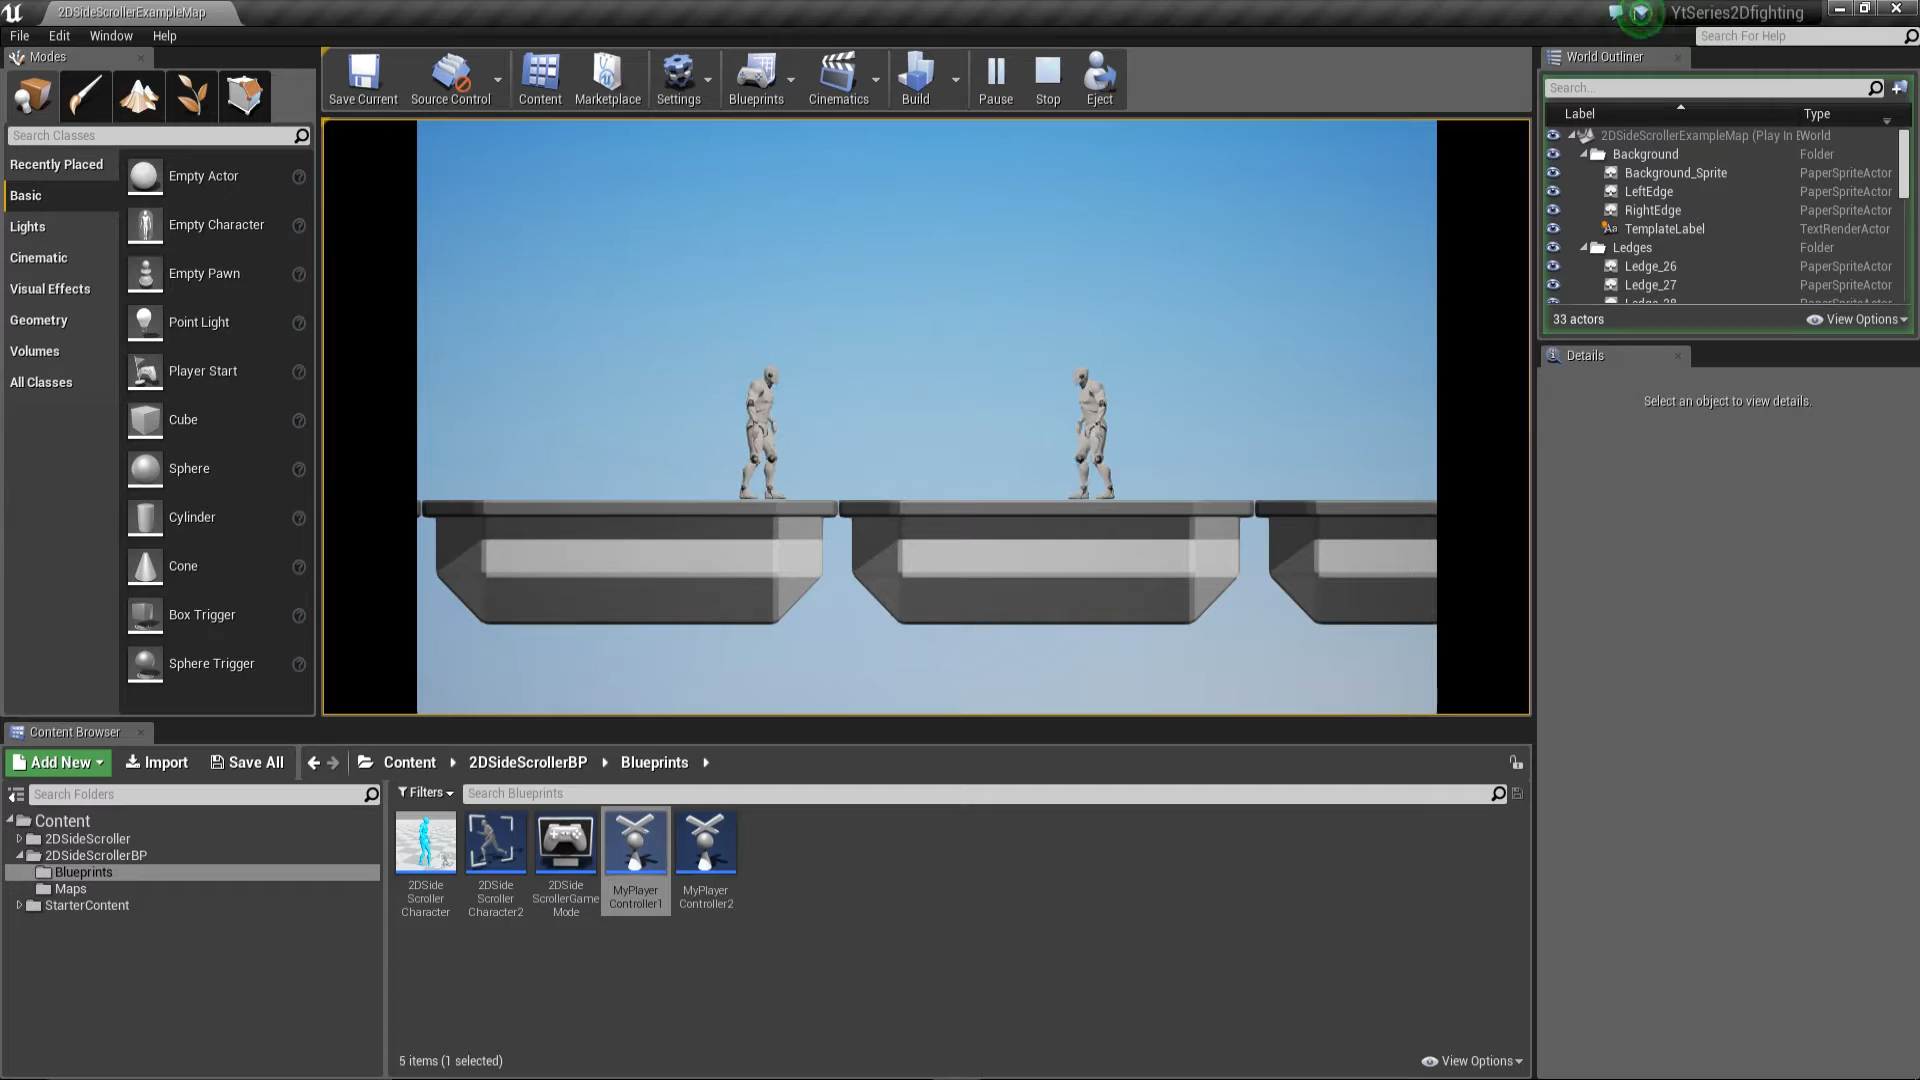 2DSideScrollerExampleMap
YtSeries2Dfighting
File Edit Window Help
Search For Help
Modes
Save Current Source Control Content Marketplace Settings Blueprints Cinematics Build Pause Stop Eject
Search Classes
Recently Placed
Basic
Lights
Cinematic
Visual Effects
Geometry
Volumes
All Classes
Empty Actor
Empty Character
Empty Pawn
Point Light
Player Start
Cube
Sphere
Cylinder
Cone
Box Trigger
Sphere Trigger
World Outliner
Search...
Label Type
2DSideScrollerExampleMap (Play In E World
Background Folder
Background_Sprite PaperSpriteActor
LeftEdge PaperSpriteActor
RightEdge PaperSpriteActor
Aa TemplateLabel TextRenderActor
Ledges Folder
Ledge_26 PaperSpriteActor
Ledge_27 PaperSpriteActor
Ledge_28 PaperSpriteActor
33 actors View Options
Details
Select an object to view details.
Content Browser
Add New Import Save All Content 2DSideScrollerBP Blueprints
Search Folders
Filters Search Blueprints
Content
2DSideScroller
2DSideScrollerBP
Blueprints
Maps
StarterContent
2DSide
Scroller
Character
2DSide
Scroller
Character2
2DSide
ScrollerGame
Mode
MyPlayer
Controller1
MyPlayer
Controller2
5 items (1 selected) View Options